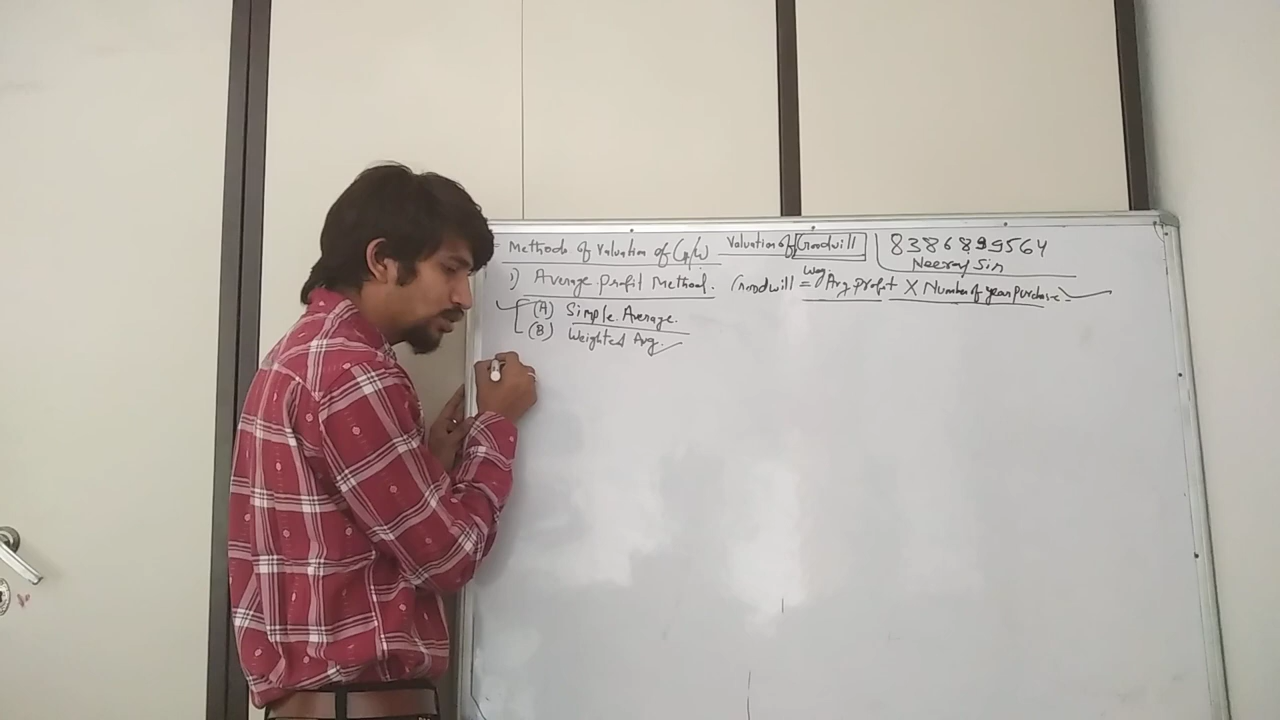 = Methods of Valuation of G/W
Valuation of Goodwill
8386899564
Neeraj Sir
1) Average Profit Method.
Goodwill = Weg. Avg Profit X Number of year Purchase
(A) Simple Average.
(B) Weighted Avg.